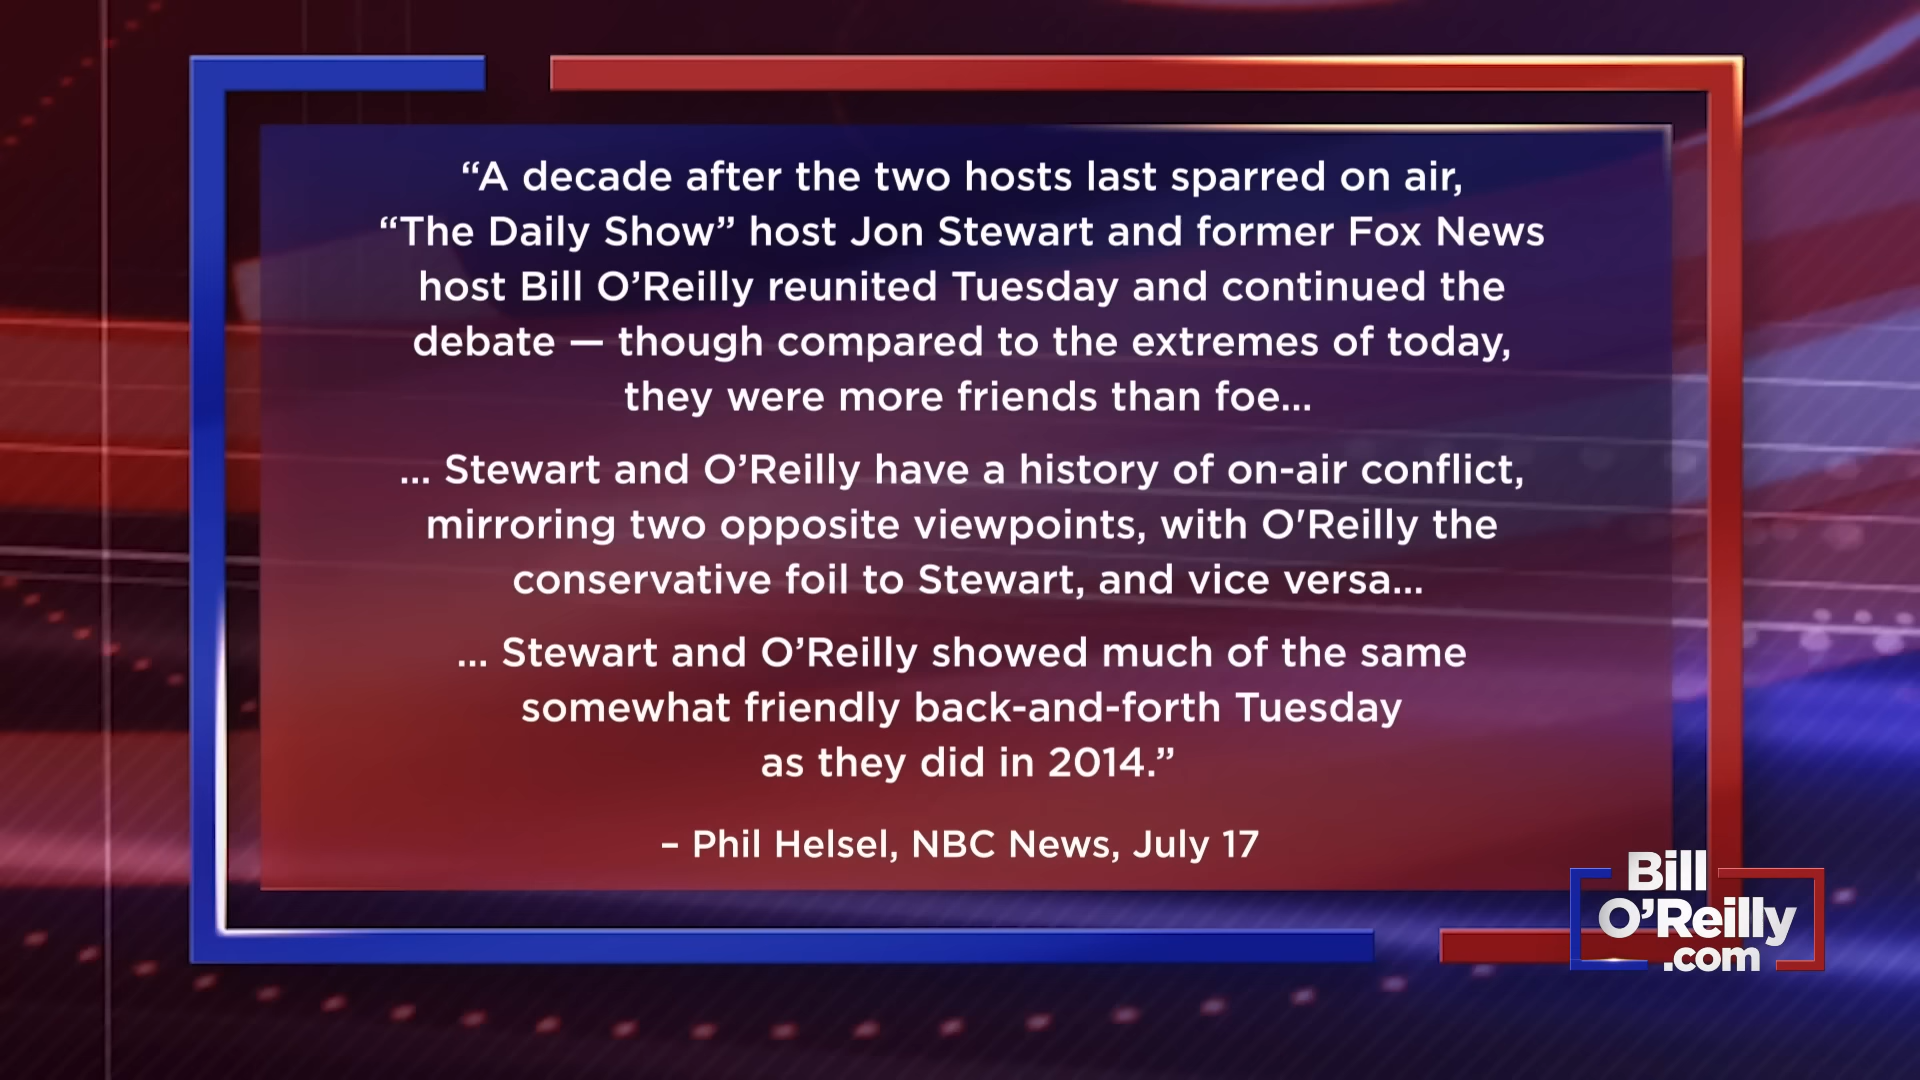 “A decade after the two hosts last sparred on air,
“The Daily Show” host Jon Stewart and former Fox News
host Bill O’Reilly reunited Tuesday and continued the
debate — though compared to the extremes of today,
they were more friends than foe...
... Stewart and O’Reilly have a history of on-air conflict,
mirroring two opposite viewpoints, with O'Reilly the
conservative foil to Stewart, and vice versa...
... Stewart and O’Reilly showed much of the same
somewhat friendly back-and-forth Tuesday
as they did in 2014.”
– Phil Helsel, NBC News, July 17
Bill
O’Reilly
.com